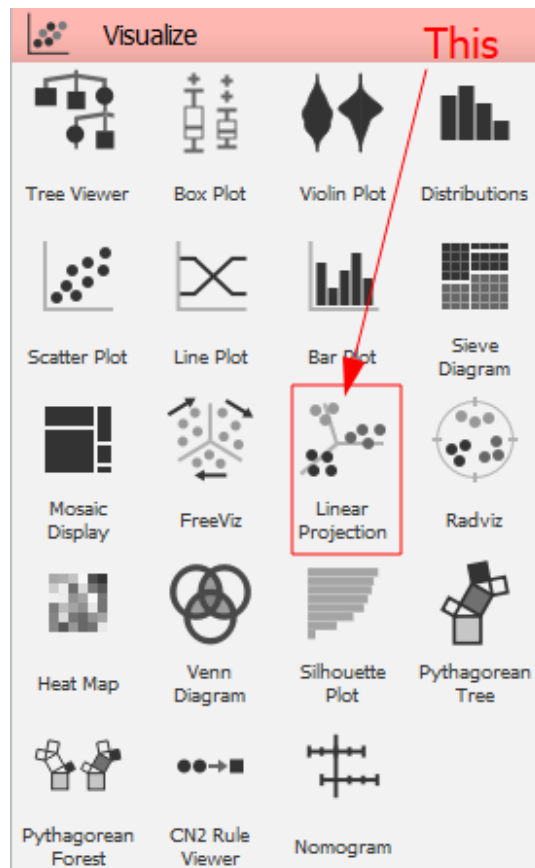 Visualize
This
Tree Viewer
Box Plot
Violin Plot
Distributions
Scatter Plot
Line Plot
Bar Plot
Sieve
Diagram
Mosaic
Display
FreeViz
Linear
Projection
Radviz
Heat Map
Venn
Diagram
Silhouette
Plot
Pythagorean
Tree
Pythagorean
Forest
CN2 Rule
Viewer
Nomogram